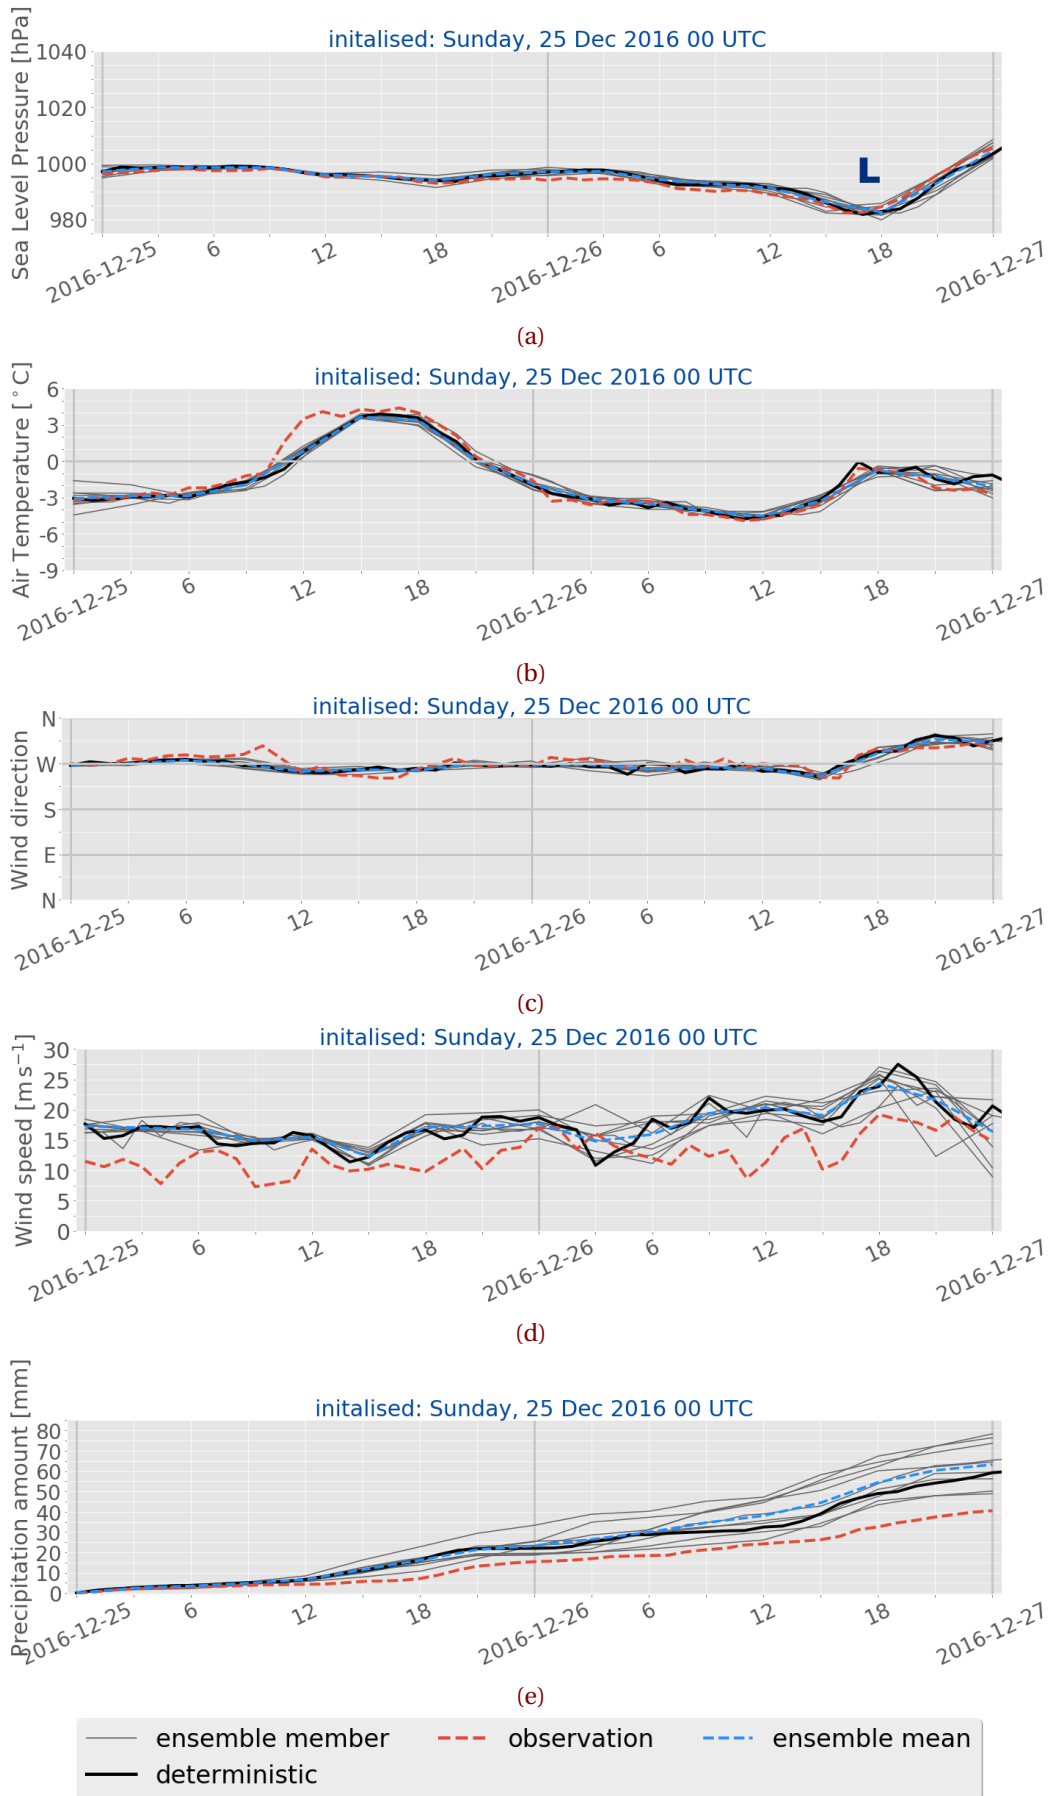 initalised: Sunday, 25 Dec 2016 00 UTC
Sea Level Pressure [hPa]
1040
1020
1000
980
L
2016-12-25 6 12 18 2016-12-26 6 12 18 2016-12-27
(a)
initalised: Sunday, 25 Dec 2016 00 UTC
Air Temperature [°C]
6
3
0
-3
-6
-9
2016-12-25 6 12 18 2016-12-26 6 12 18 2016-12-27
(b)
initalised: Sunday, 25 Dec 2016 00 UTC
Wind direction
N
W
S
E
N
2016-12-25 6 12 18 2016-12-26 6 12 18 2016-12-27
(c)
initalised: Sunday, 25 Dec 2016 00 UTC
Wind speed [m s⁻¹]
30
25
20
15
10
5
0
2016-12-25 6 12 18 2016-12-26 6 12 18 2016-12-27
(d)
initalised: Sunday, 25 Dec 2016 00 UTC
Precipitation amount [mm]
80
70
60
50
40
30
20
10
0
2016-12-25 6 12 18 2016-12-26 6 12 18 2016-12-27
(e)
ensemble member observation ensemble mean
deterministic